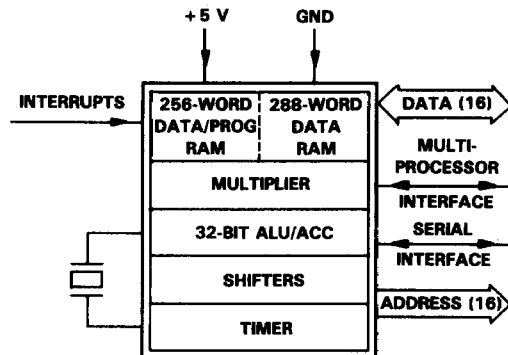 +5 V
GND
INTERRUPTS
256-WORD
DATA/PROG
RAM
288-WORD
DATA
RAM
MULTIPLIER
32-BIT ALU/ACC
SHIFTERS
TIMER
DATA (16)
MULTI-
PROCESSOR
INTERFACE
SERIAL
INTERFACE
ADDRESS (16)